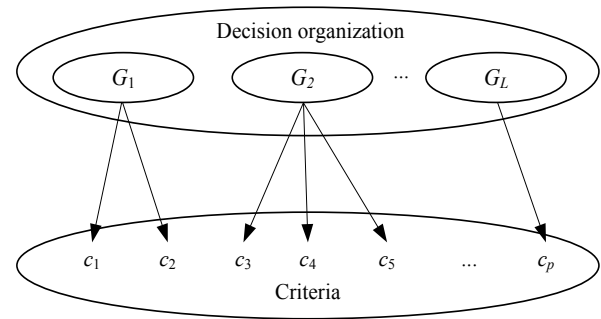 Decision organization
G1 G2 ... GL
c1 c2 c3 c4 c5 ... cp
Criteria